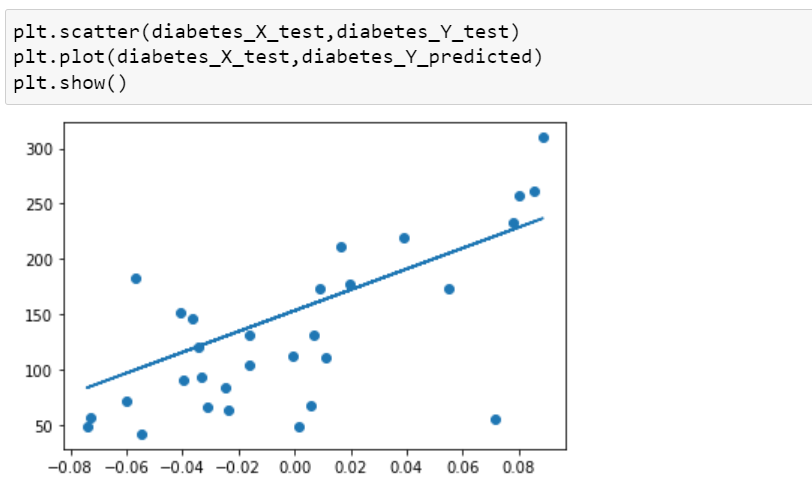 plt.scatter(diabetes_X_test,diabetes_Y_test)
plt.plot(diabetes_X_test,diabetes_Y_predicted)
plt.show()
300
250
200
150
100
50
−0.08 −0.06 −0.04 −0.02 0.00 0.02 0.04 0.06 0.08